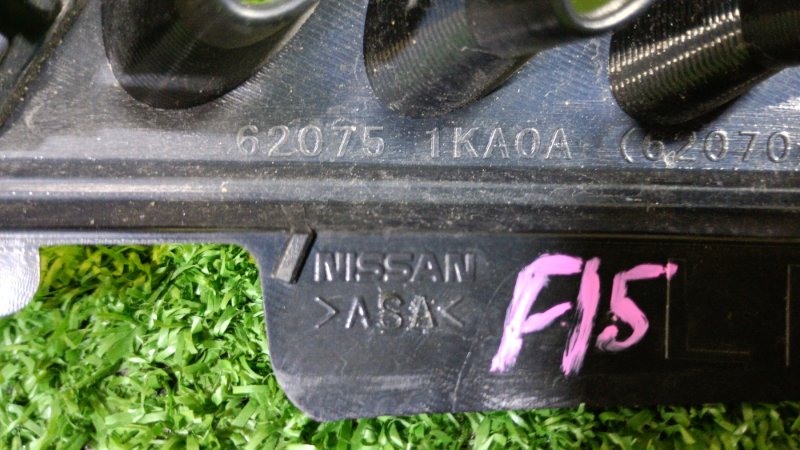 62075 1KA0A (62070-
NISSAN
>ASA<
F15